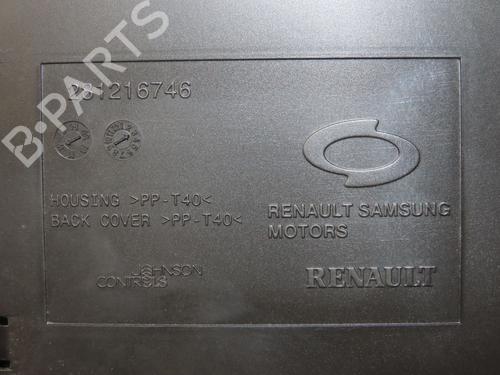 281216746
HOUSING >PP-T40<
BACK COVER >PP-T40<
JOHNSON
CONTROLS
RENAULT SAMSUNG
MOTORS
RENAULT
B-PARTS